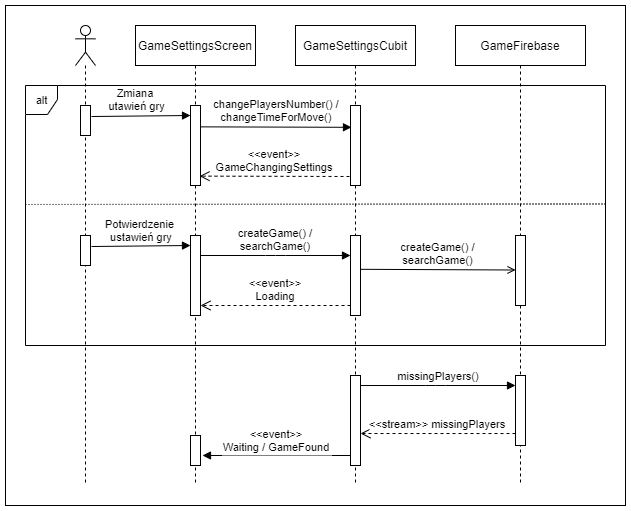 GameSettingsScreen
GameSettingsCubit
GameFirebase
alt
Zmiana
utawień gry
changePlayersNumber() /
changeTimeForMove()
<<event>>
GameChangingSettings
Potwierdzenie
ustawień gry
createGame() /
searchGame()
createGame() /
searchGame()
<<event>>
Loading
missingPlayers()
<<stream>> missingPlayers
<<event>>
Waiting / GameFound